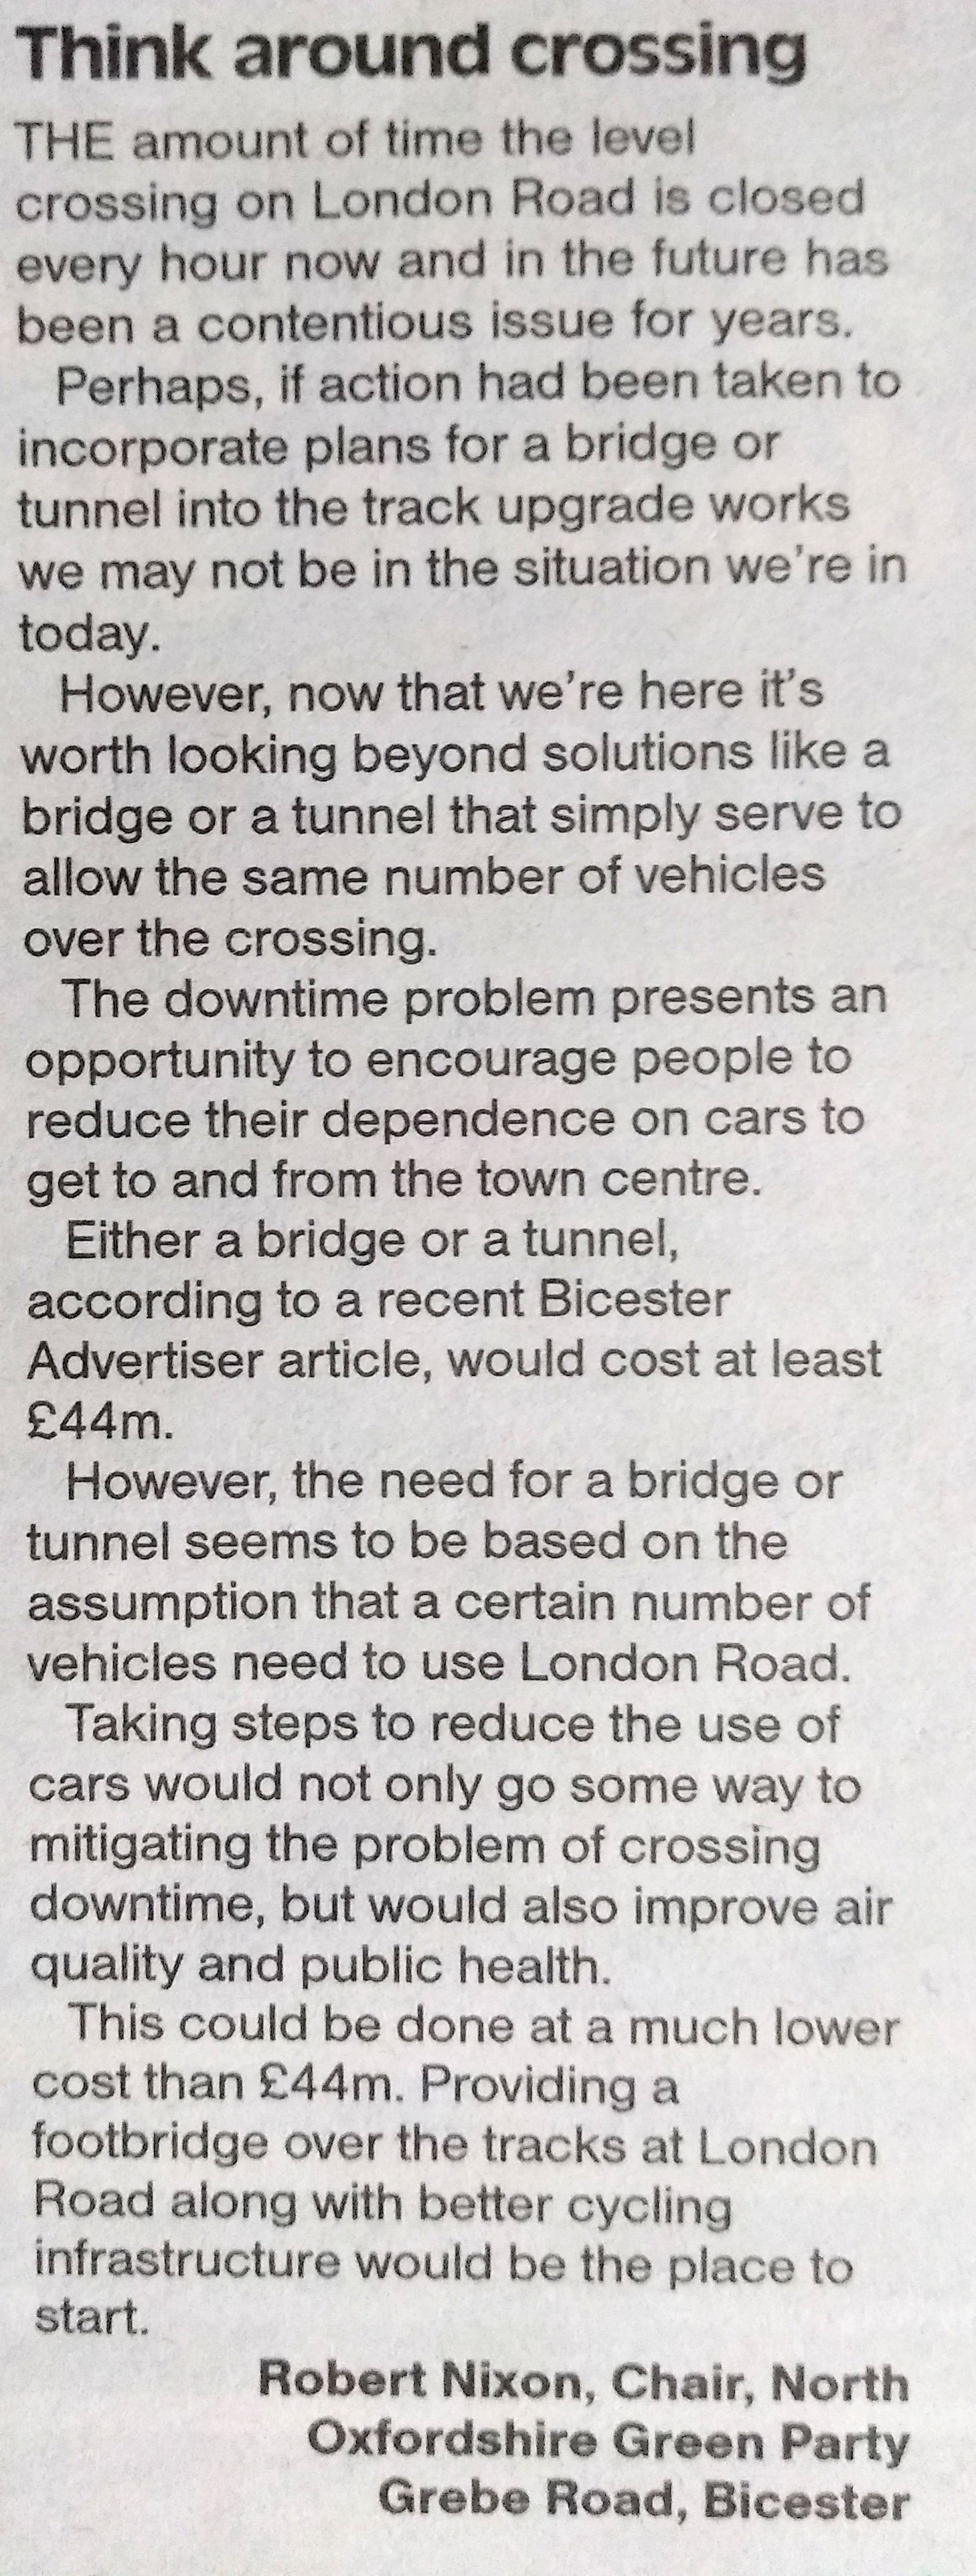 Think around crossing
THE amount of time the level
crossing on London Road is closed
every hour now and in the future has
been a contentious issue for years.
Perhaps, if action had been taken to
incorporate plans for a bridge or
tunnel into the track upgrade works
we may not be in the situation we're in
today.
However, now that we're here it's
worth looking beyond solutions like a
bridge or a tunnel that simply serve to
allow the same number of vehicles
over the crossing.
The downtime problem presents an
opportunity to encourage people to
reduce their dependence on cars to
get to and from the town centre.
Either a bridge or a tunnel,
according to a recent Bicester
Advertiser article, would cost at least
£44m.
However, the need for a bridge or
tunnel seems to be based on the
assumption that a certain number of
vehicles need to use London Road.
Taking steps to reduce the use of
cars would not only go some way to
mitigating the problem of crossing
downtime, but would also improve air
quality and public health.
This could be done at a much lower
cost than £44m. Providing a
footbridge over the tracks at London
Road along with better cycling
infrastructure would be the place to
start.
Robert Nixon, Chair, North
Oxfordshire Green Party
Grebe Road, Bicester